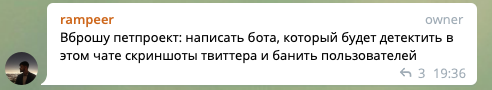 rampeer owner
Вброшу петпроект: написать бота, который будет детектить в
этом чате скриншоты твиттера и банить пользователей
3 19:36